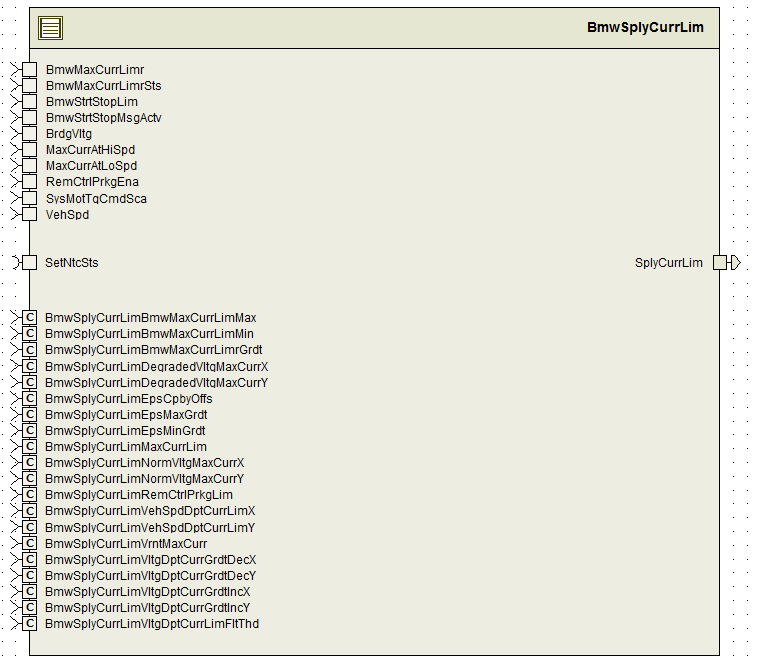 BmwSplyCurrLim
BmwMaxCurrLimr
BmwMaxCurrLimrSts
BmwStrtStopLim
BmwStrtStopMsgActv
BrdgVltg
MaxCurrAtHiSpd
MaxCurrAtLoSpd
RemCtrlPrkgEna
SysMotTqCmdSca
VehSpd
SetNtcSts
SplyCurrLim
C BmwSplyCurrLimBmwMaxCurrLimMax
C BmwSplyCurrLimBmwMaxCurrLimMin
C BmwSplyCurrLimBmwMaxCurrLimrGrdt
C BmwSplyCurrLimDegradedVltgMaxCurrX
C BmwSplyCurrLimDegradedVltgMaxCurrY
C BmwSplyCurrLimEpsCpbyOffs
C BmwSplyCurrLimEpsMaxGrdt
C BmwSplyCurrLimEpsMinGrdt
C BmwSplyCurrLimMaxCurrLim
C BmwSplyCurrLimNormVltgMaxCurrX
C BmwSplyCurrLimNormVltgMaxCurrY
C BmwSplyCurrLimRemCtrlPrkgLim
C BmwSplyCurrLimVehSpdDptCurrLimX
C BmwSplyCurrLimVehSpdDptCurrLimY
C BmwSplyCurrLimVrntMaxCurr
C BmwSplyCurrLimVltgDptCurrGrdtDecX
C BmwSplyCurrLimVltgDptCurrGrdtDecY
C BmwSplyCurrLimVltgDptCurrGrdtIncX
C BmwSplyCurrLimVltgDptCurrGrdtIncY
C BmwSplyCurrLimVltgDptCurrLimFltThd